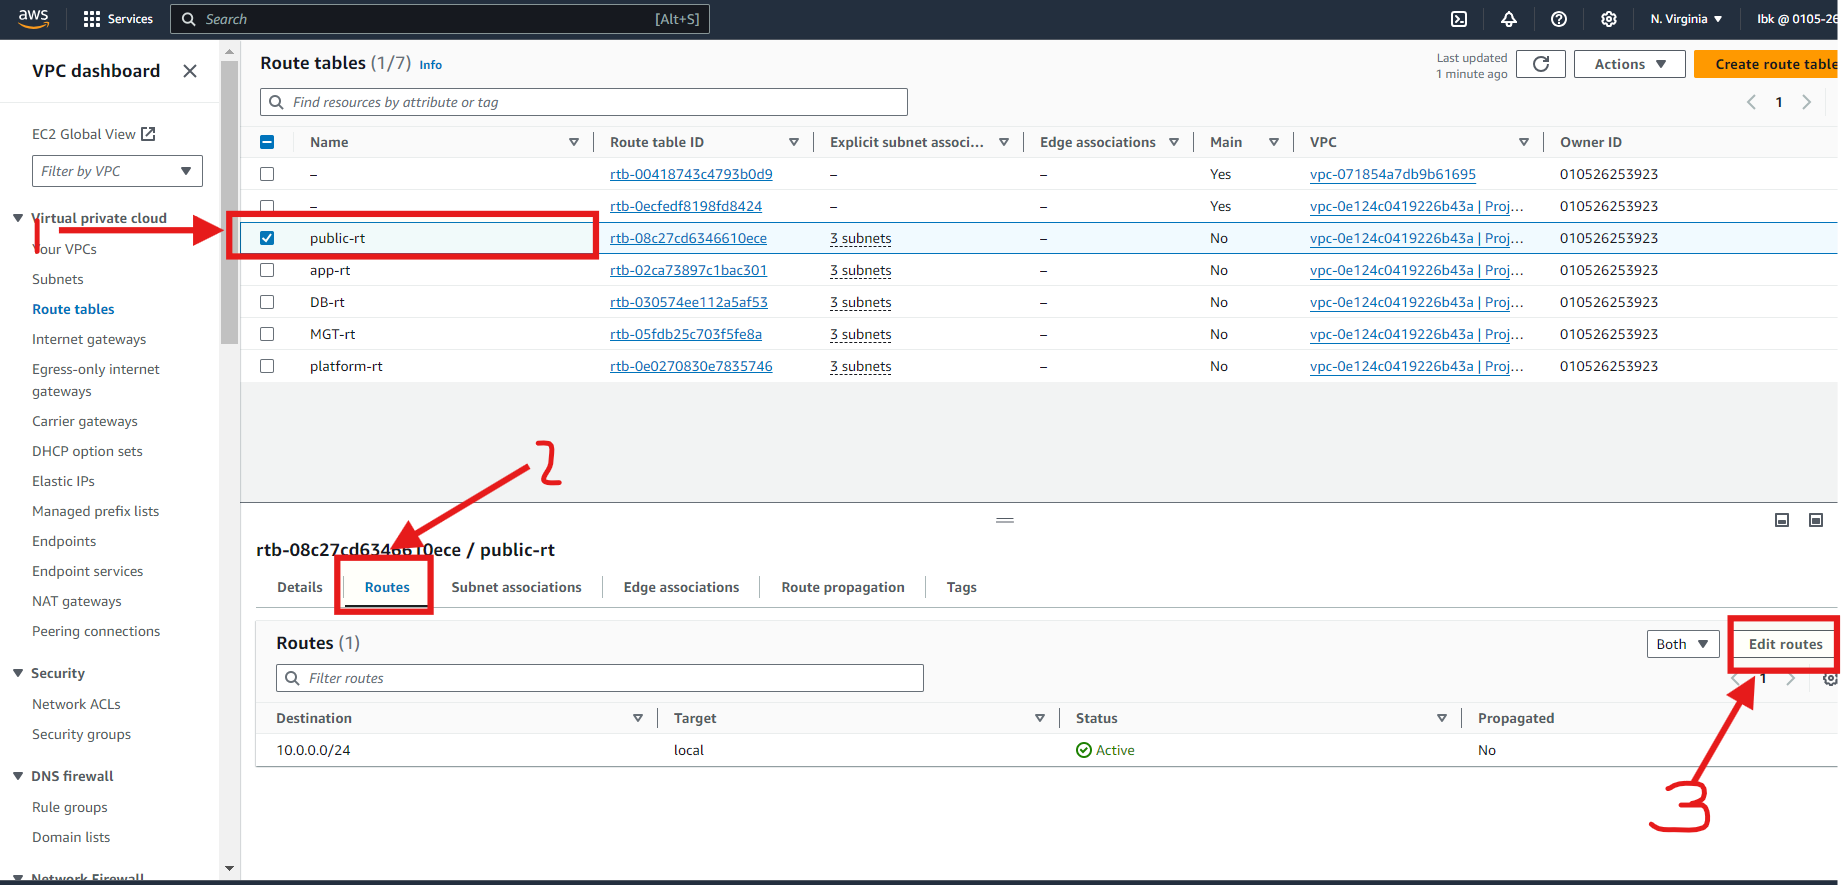 aws
Services
Search
[Alt+S]
N. Virginia
Ibk @ 0105-26
VPC dashboard
EC2 Global View
Filter by VPC
Virtual private cloud
Your VPCs
Subnets
Route tables
Internet gateways
Egress-only internet
gateways
Carrier gateways
DHCP option sets
Elastic IPs
Managed prefix lists
Endpoints
Endpoint services
NAT gateways
Peering connections
Security
Network ACLs
Security groups
DNS firewall
Rule groups
Domain lists
Network Firewall
1
Route tables (1/7) Info
Last updated
1 minute ago
Actions
Create route table
Find resources by attribute or tag
1
Name Route table ID Explicit subnet associ... Edge associations Main VPC Owner ID
– rtb-00418743c4793b0d9 – – Yes vpc-071854a7db9b61695 010526253923
– rtb-0ecfedf8198fd8424 – – Yes vpc-0e124c0419226b43a | Proj... 010526253923
public-rt rtb-08c27cd6346610ece 3 subnets – No vpc-0e124c0419226b43a | Proj... 010526253923
app-rt rtb-02ca73897c1bac301 3 subnets – No vpc-0e124c0419226b43a | Proj... 010526253923
DB-rt rtb-030574ee112a5af53 3 subnets – No vpc-0e124c0419226b43a | Proj... 010526253923
MGT-rt rtb-05fdb25c703f5fe8a 3 subnets – No vpc-0e124c0419226b43a | Proj... 010526253923
platform-rt rtb-0e0270830e7835746 3 subnets – No vpc-0e124c0419226b43a | Proj... 010526253923
2
rtb-08c27cd6346610ece / public-rt
Details Routes Subnet associations Edge associations Route propagation Tags
Routes (1)
Both
Edit routes
Filter routes
1
Destination Target Status Propagated
10.0.0.0/24 local Active No
3